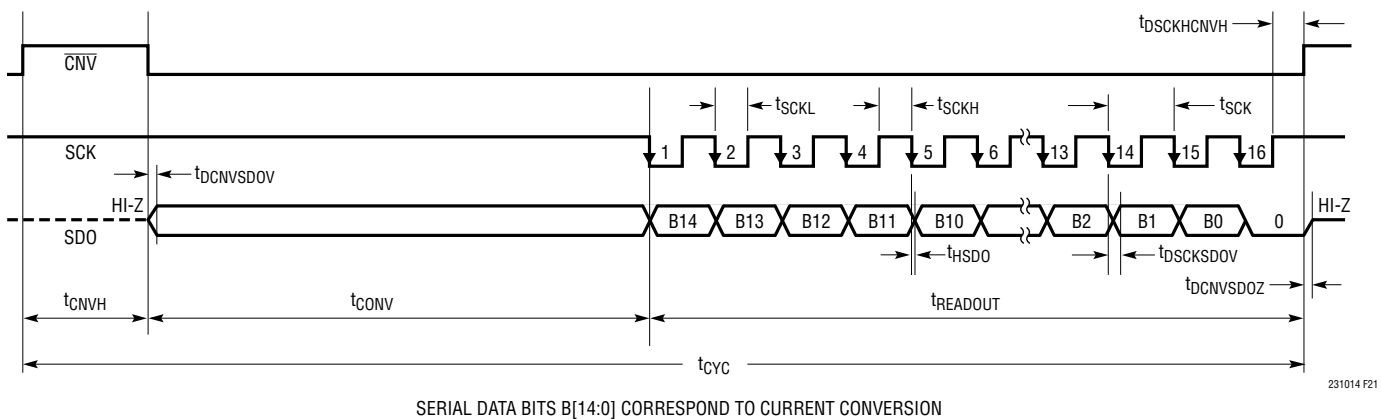 tDSCKHCNVH
CNV
tSCKL tSCKH tSCK
SCK 1 2 3 4 5 6 13 14 15 16
tDCNVSDOV
HI-Z B14 B13 B12 B11 B10 B2 B1 B0 0 HI-Z
SDO
tHSDO tDSCKSDOV
tDCNVSDOZ
tCNVH tCONV tREADOUT
tCYC
231014 F21
SERIAL DATA BITS B[14:0] CORRESPOND TO CURRENT CONVERSION